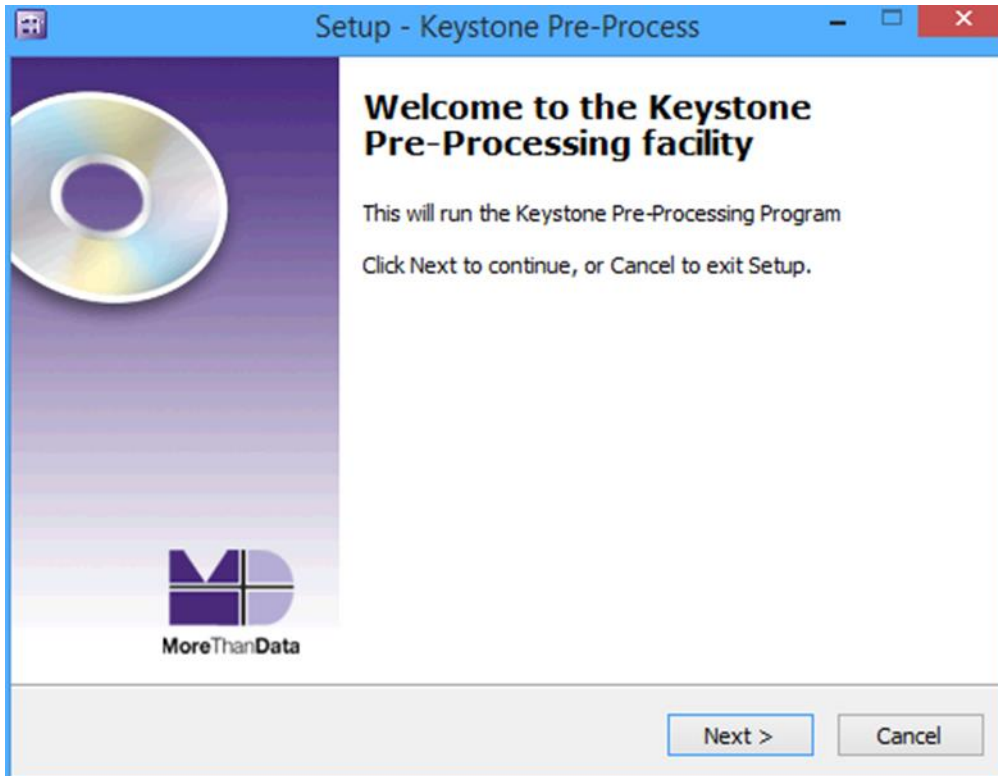 Setup - Keystone Pre-Process
Welcome to the Keystone
Pre-Processing facility
This will run the Keystone Pre-Processing Program
Click Next to continue, or Cancel to exit Setup.
MoreThanData
Next >
Cancel